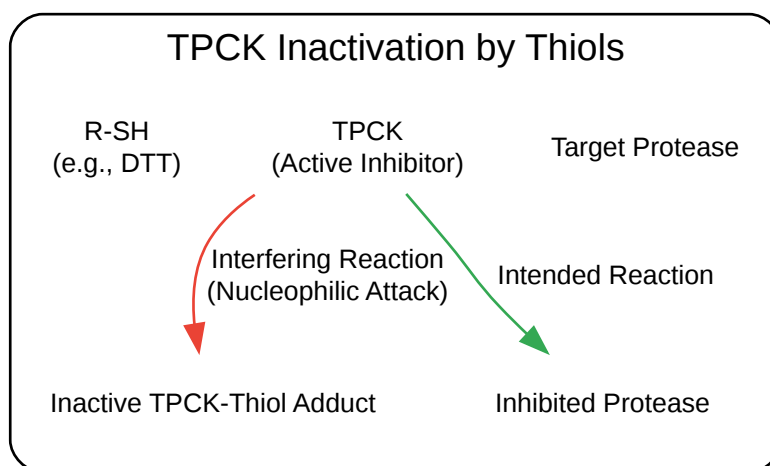 TPCK Inactivation by Thiols
R-SH
(e.g., DTT)
TPCK
(Active Inhibitor)
Target Protease
Interfering Reaction
(Nucleophilic Attack)
Intended Reaction
Inactive TPCK-Thiol Adduct
Inhibited Protease